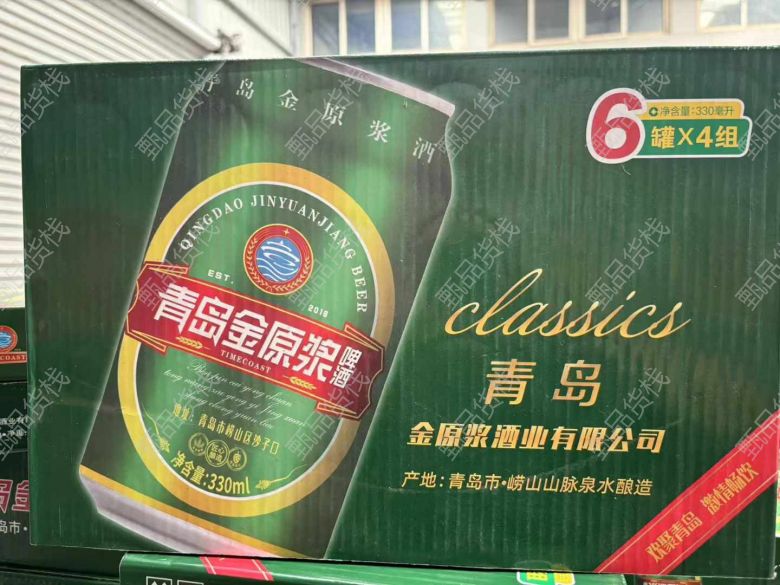 青岛金原浆酒
6
净含量:330毫升
罐X4组
QINGDAO JINYUANJIANG BEER
EST.
2018
青岛金原浆啤酒
TIMECOAST
地址:青岛市崂山区沙子口
匠心
酿造
净含量:330ml
classics
青岛
金原浆酒业有限公司
产地:青岛市·崂山山脉泉水酿造
欢聚青岛 激情畅饮
甄品货栈